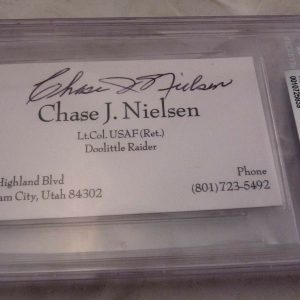 Chase J Nielsen
Chase J. Nielsen
Lt.Col. USAF (Ret.)
Doolittle Raider
Highland Blvd
am City, Utah 84302
Phone
(801) 723-5492